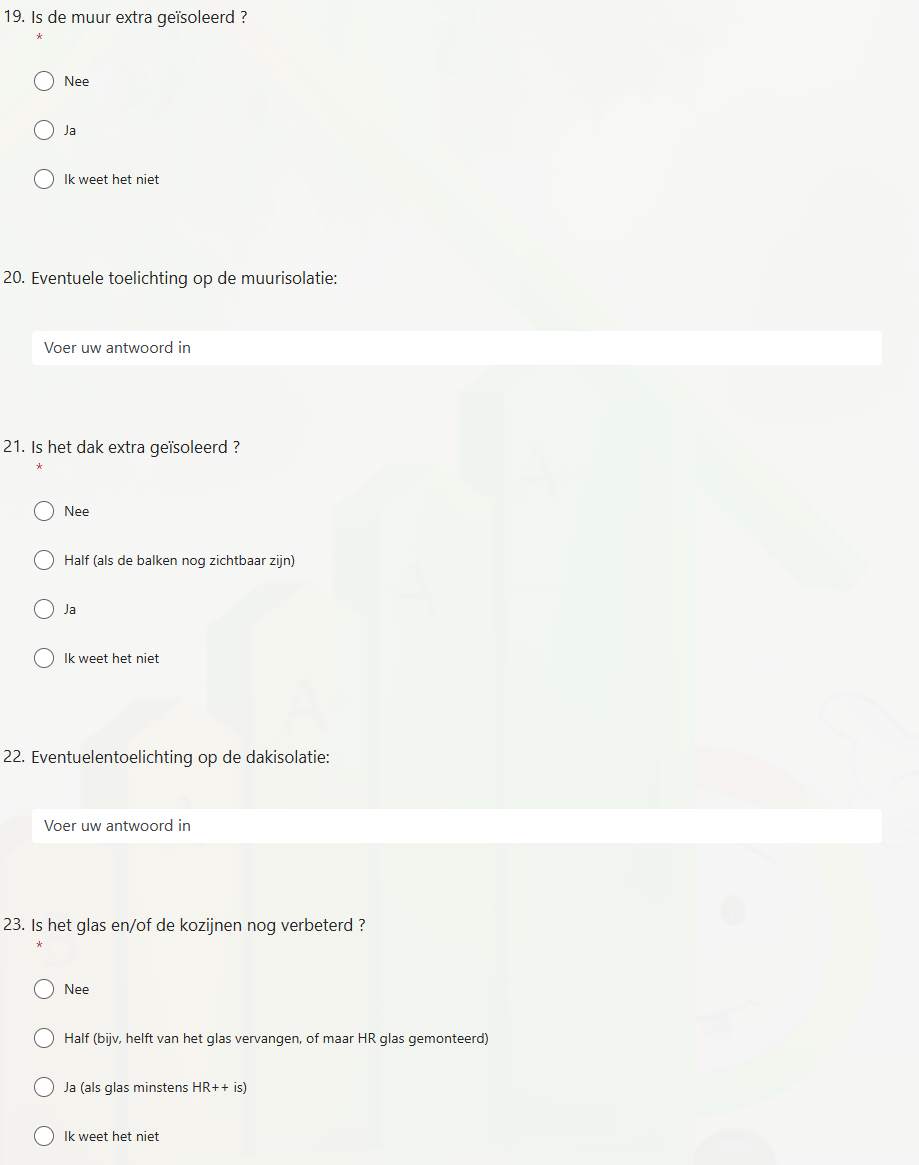 19. Is de muur extra geïsoleerd ?
*
Nee
Ja
Ik weet het niet
20. Eventuele toelichting op de muurisolatie:
Voer uw antwoord in
21. Is het dak extra geïsoleerd ?
*
Nee
Half (als de balken nog zichtbaar zijn)
Ja
Ik weet het niet
22. Eventuelentoelichting op de dakisolatie:
Voer uw antwoord in
23. Is het glas en/of de kozijnen nog verbeterd ?
*
Nee
Half (bijv, helft van het glas vervangen, of maar HR glas gemonteerd)
Ja (als glas minstens HR++ is)
Ik weet het niet